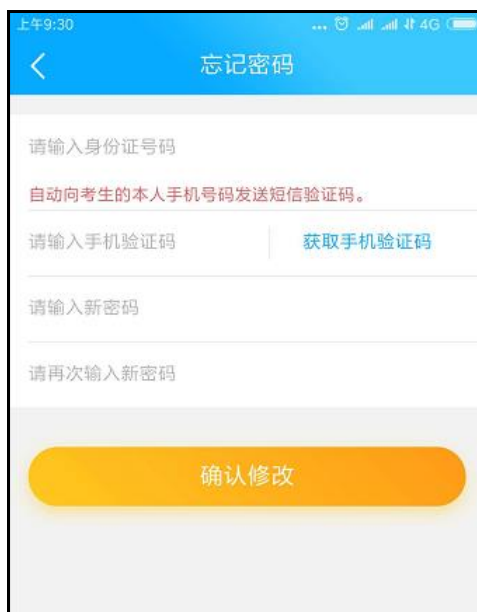 上午9:30 ... 4G
忘记密码
请输入身份证号码
自动向考生的本人手机号码发送短信验证码。
请输入手机验证码 获取手机验证码
请输入新密码
请再次输入新密码
确认修改